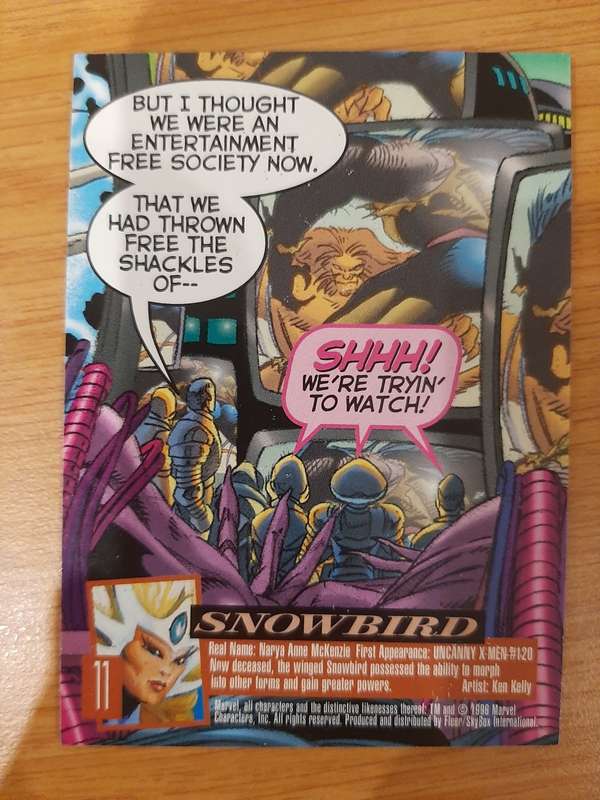 BUT I THOUGHT
WE WERE AN
ENTERTAINMENT
FREE SOCIETY NOW.
THAT WE
HAD THROWN
FREE THE
SHACKLES
OF--
SHHH!
WE'RE TRYIN'
TO WATCH!
SNOWBIRD
Real Name: Narya Anne McKenzie First Appearance: UNCANNY X-MEN #120
Now deceased, the winged Snowbird possessed the ability to morph
into other forms and gain greater powers. Artist: Ken Kelly
11
Marvel, all characters and the distinctive likenesses thereof: TM and © 1996 Marvel
Characters, Inc. All rights reserved. Produced and distributed by Fleer/SkyBox International.